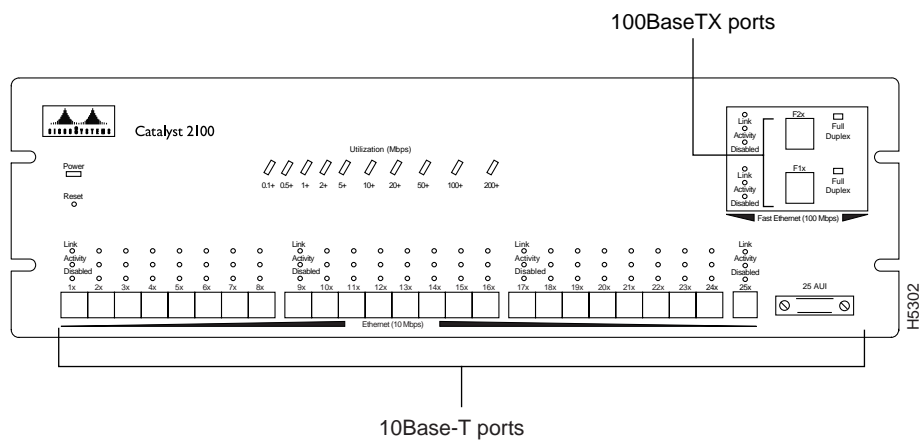 100BaseTX ports
CISCO SYSTEMS
Catalyst 2100
Power
Reset
Utilization (Mbps)
0.1+ 0.5+ 1+ 2+ 5+ 10+ 20+ 50+ 100+ 200+
Link
Activity
Disabled
F2x
Full
Duplex
Link
Activity
Disabled
F1x
Full
Duplex
Fast Ethernet (100 Mbps)
Link
Activity
Disabled
1x 2x 3x 4x 5x 6x 7x 8x
Link
Activity
Disabled
9x 10x 11x 12x 13x 14x 15x 16x
Link
Activity
Disabled
17x 18x 19x 20x 21x 22x 23x 24x
Link
Activity
Disabled
25x
25 AUI
Ethernet (10 Mbps)
H5302
10Base-T ports